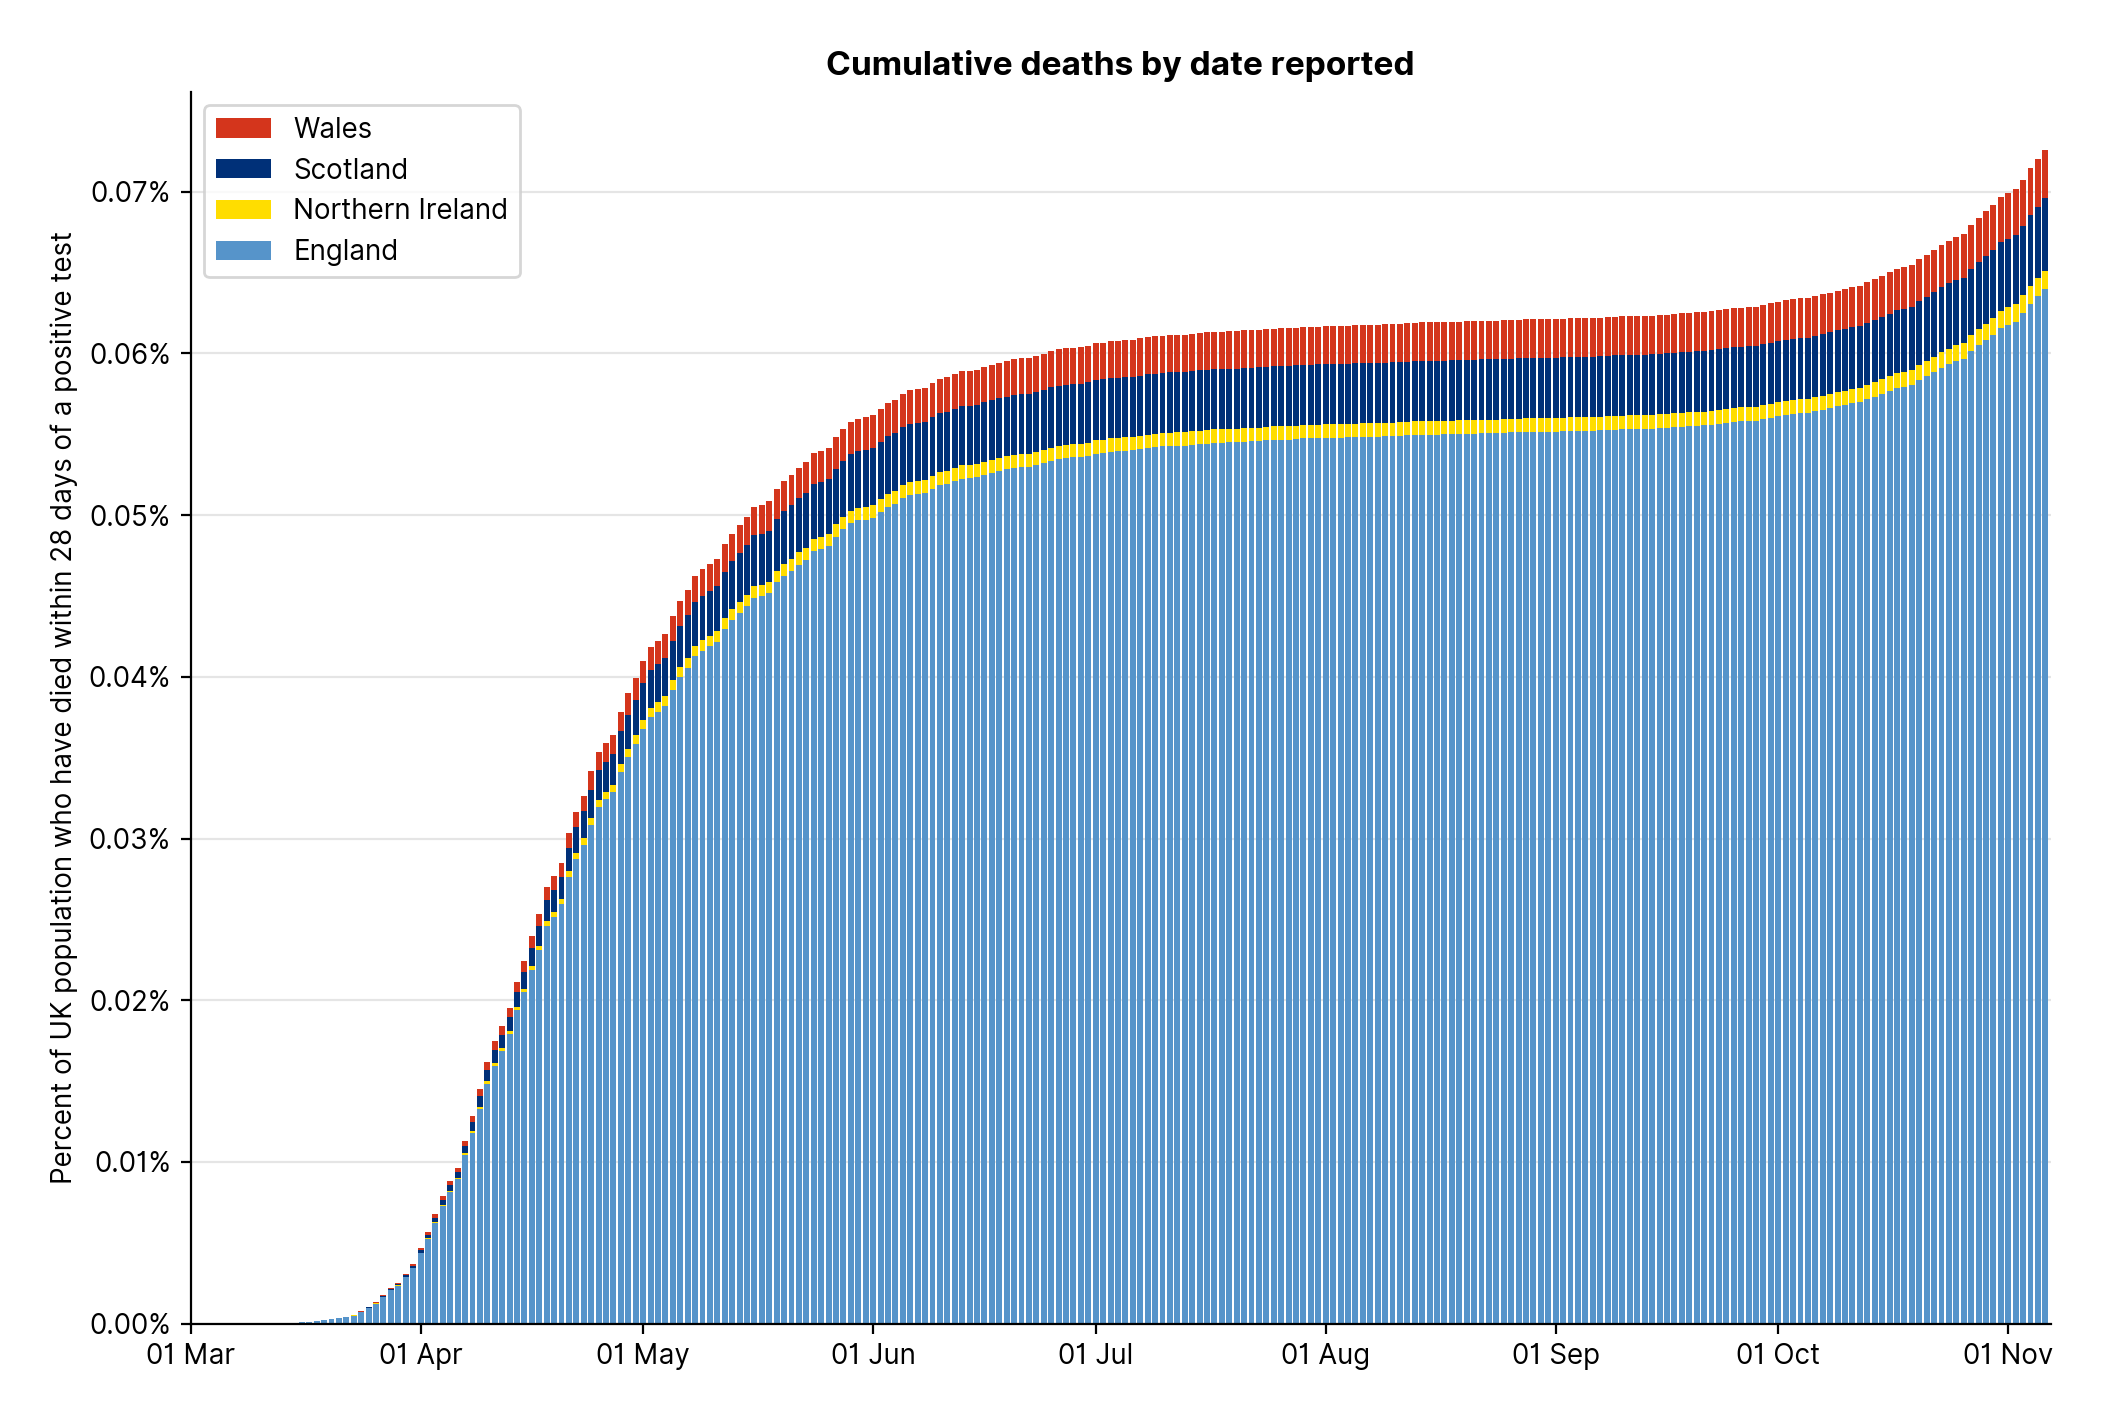 Cumulative deaths by date reported
Wales
Scotland
Northern Ireland
England
Percent of UK population who have died within 28 days of a positive test
0.07%
0.06%
0.05%
0.04%
0.03%
0.02%
0.01%
0.00%
01 Mar
01 Apr
01 May
01 Jun
01 Jul
01 Aug
01 Sep
01 Oct
01 Nov